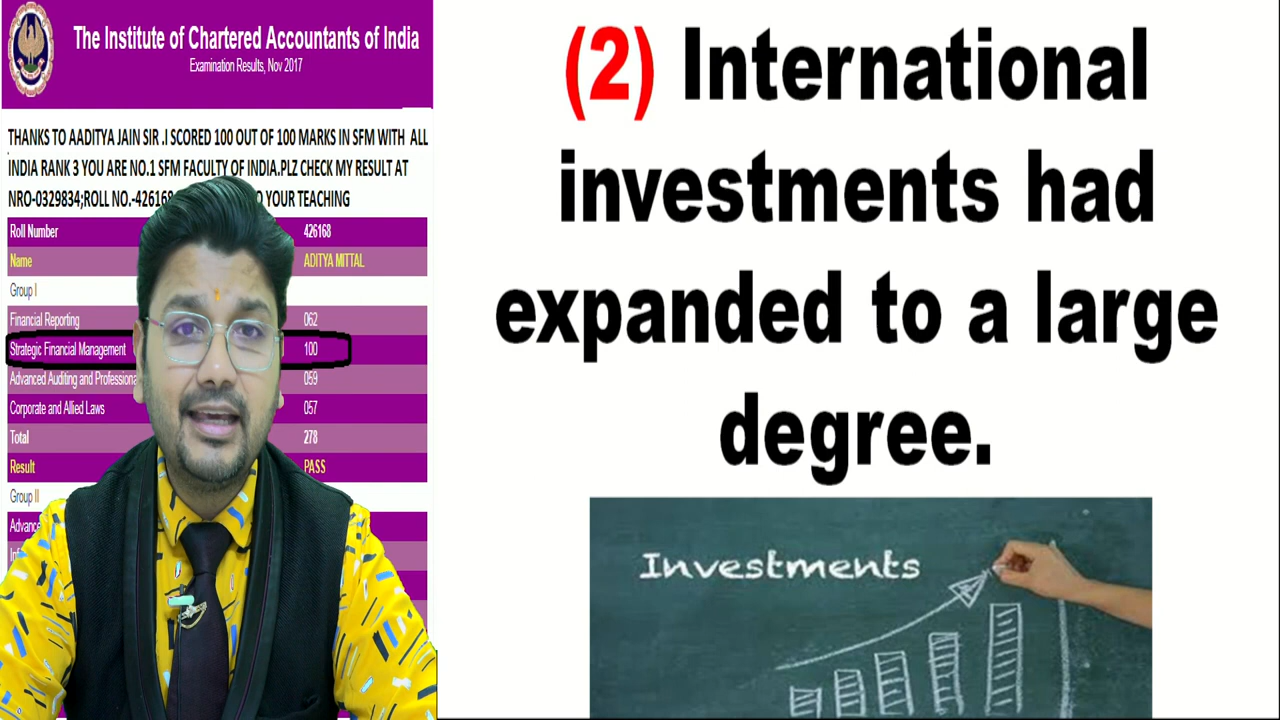 The Institute of Chartered Accountants of India
Examination Results, Nov 2017
THANKS TO AADITYA JAIN SIR .I SCORED 100 OUT OF 100 MARKS IN SFM WITH ALL
INDIA RANK 3 YOU ARE NO.1 SFM FACULTY OF INDIA.PLZ CHECK MY RESULT AT
NRO-0329834;ROLL NO.-426168 YOUR TEACHING
Roll Number 426168
Name ADITYA MITTAL
Group I
Financial Reporting 062
Strategic Financial Management 100
Advanced Auditing and Professiona 059
Corporate and Allied Laws 057
Total 278
Result PASS
Group II
(2) International
investments had
expanded to a large
degree.
Investments